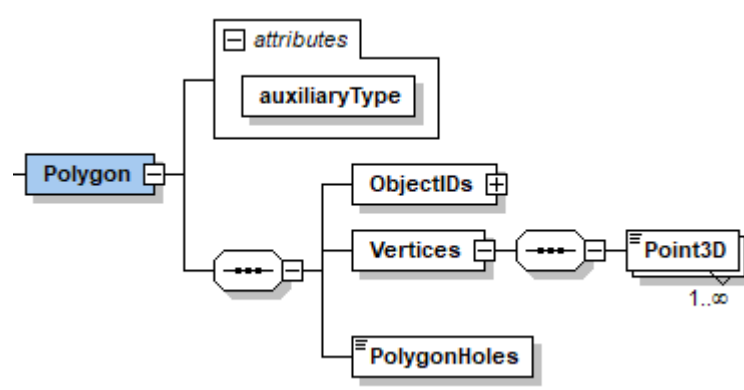 attributes
auxiliaryType
Polygon
ObjectIDs
Vertices
Point3D
1..∞
PolygonHoles